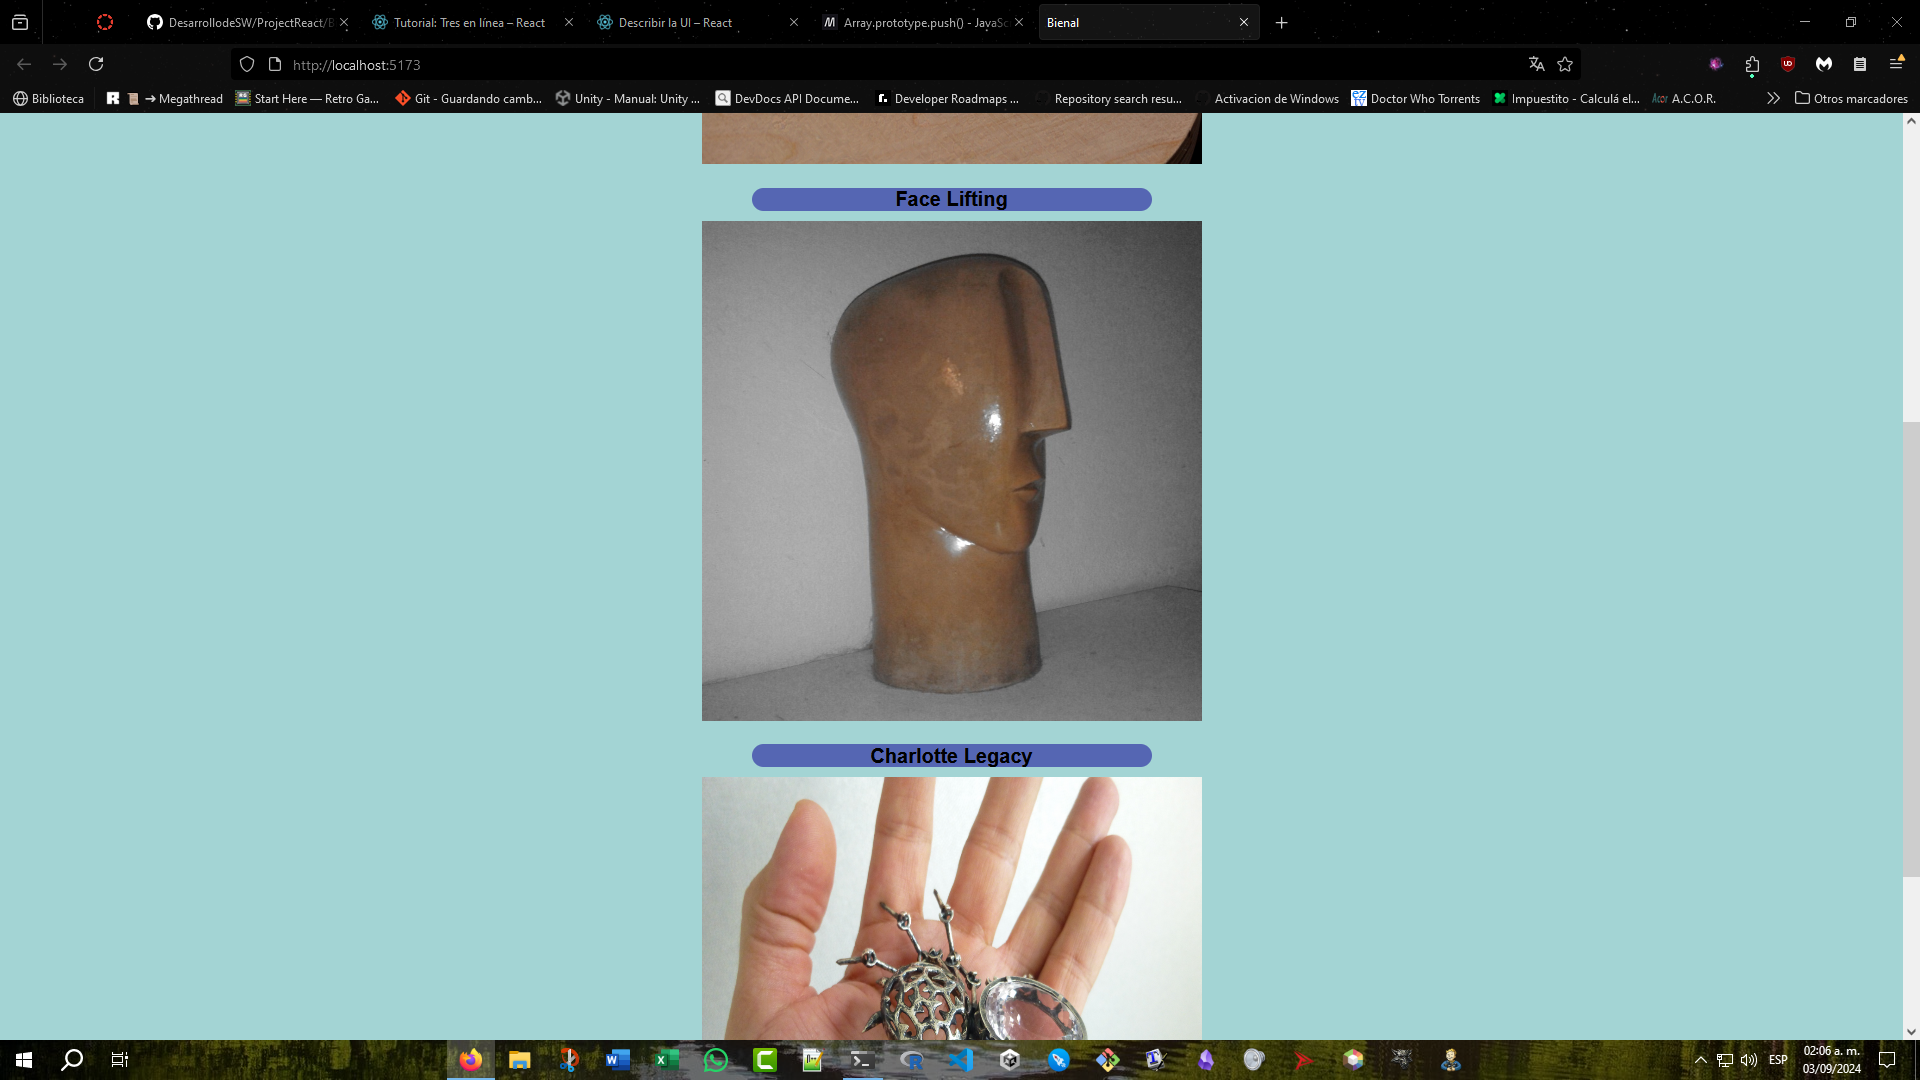 DesarrollodeSW/ProjectReact/B
Tutorial: Tres en línea – React
Describir la UI – React
Array.prototype.push() - JavaSc
Bienal
http://localhost:5173
Biblioteca
➜ Megathread
Start Here — Retro Ga...
Git - Guardando camb...
Unity - Manual: Unity ...
DevDocs API Docume...
Developer Roadmaps ...
Repository search resu...
Activacion de Windows
Doctor Who Torrents
Impuestito - Calculá el...
A.C.O.R.
Otros marcadores
Face Lifting
Charlotte Legacy
ESP
02:06 a. m.
03/09/2024